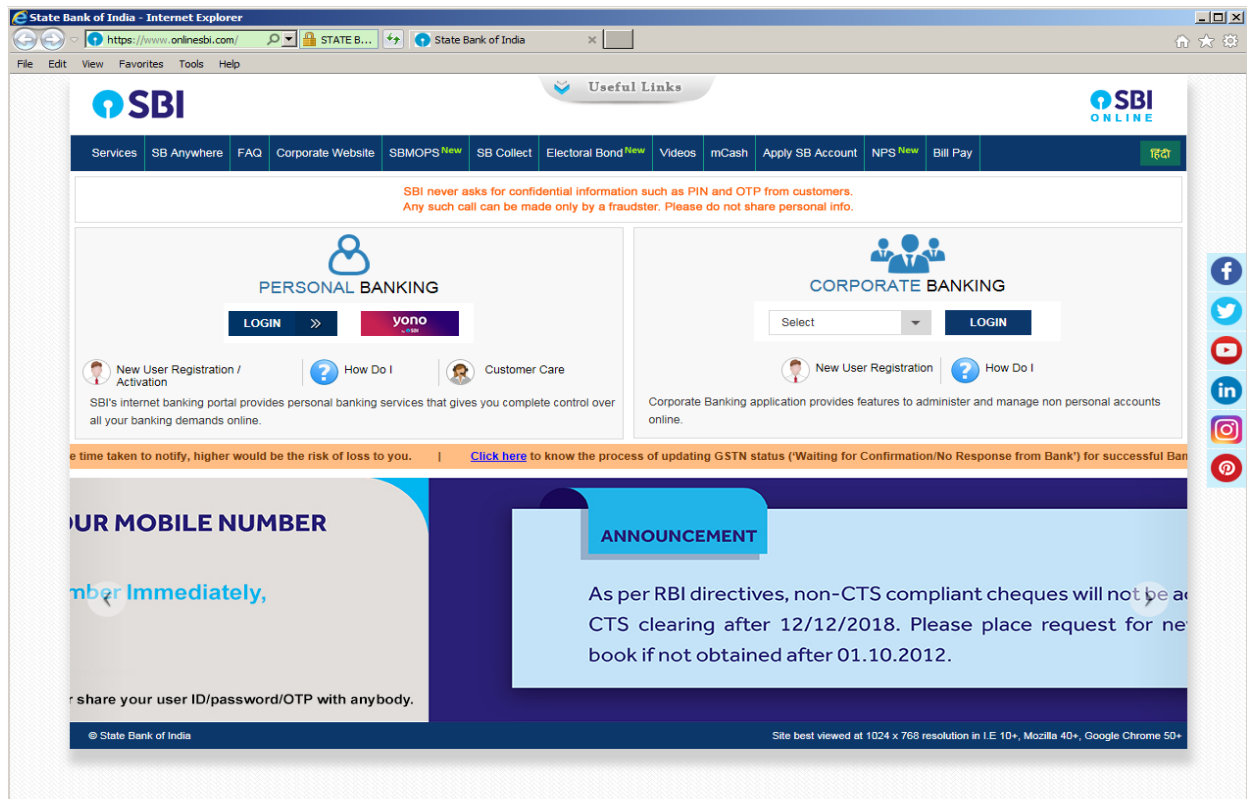 State Bank of India - Internet Explorer
https://www.onlinesbi.com/ STATE B... State Bank of India
File Edit View Favorites Tools Help
Useful Links
SBI
SBI
ONLINE
Services SB Anywhere FAQ Corporate Website SBMOPS New SB Collect Electoral Bond New Videos mCash Apply SB Account NPS New Bill Pay हिंदी
SBI never asks for confidential information such as PIN and OTP from customers.
Any such call can be made only by a fraudster. Please do not share personal info.
PERSONAL BANKING
LOGIN
yono
by SBI
New User Registration /
Activation
How Do I
Customer Care
SBI's internet banking portal provides personal banking services that gives you complete control over
all your banking demands online.
CORPORATE BANKING
Select LOGIN
New User Registration How Do I
Corporate Banking application provides features to administer and manage non personal accounts
online.
e time taken to notify, higher would be the risk of loss to you. | Click here to know the process of updating GSTN status ('Waiting for Confirmation/No Response from Bank') for successful Ban
OUR MOBILE NUMBER
mber Immediately,
r share your user ID/password/OTP with anybody.
ANNOUNCEMENT
As per RBI directives, non-CTS compliant cheques will not be ac
CTS clearing after 12/12/2018. Please place request for ne
book if not obtained after 01.10.2012.
© State Bank of India
Site best viewed at 1024 x 768 resolution in I.E 10+, Mozilla 40+, Google Chrome 50+